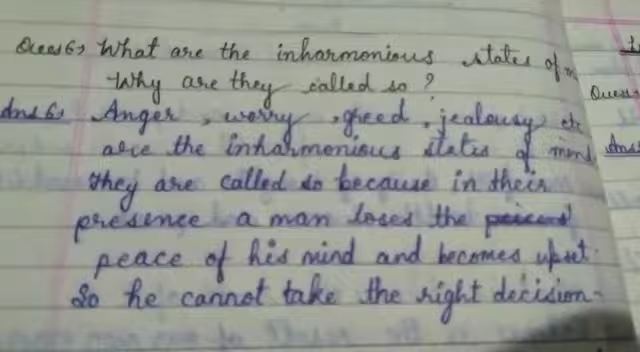 Ques 6, What are the inharmonious states of m
Why are they called so?
Ans 6, Anger, worry, greed, jealousy etc
are the inharmonious states of mind
they are called so because in their
presence a man loses the
peace of his mind and becomes upset.
So he cannot take the right decision.
Ques
Ans